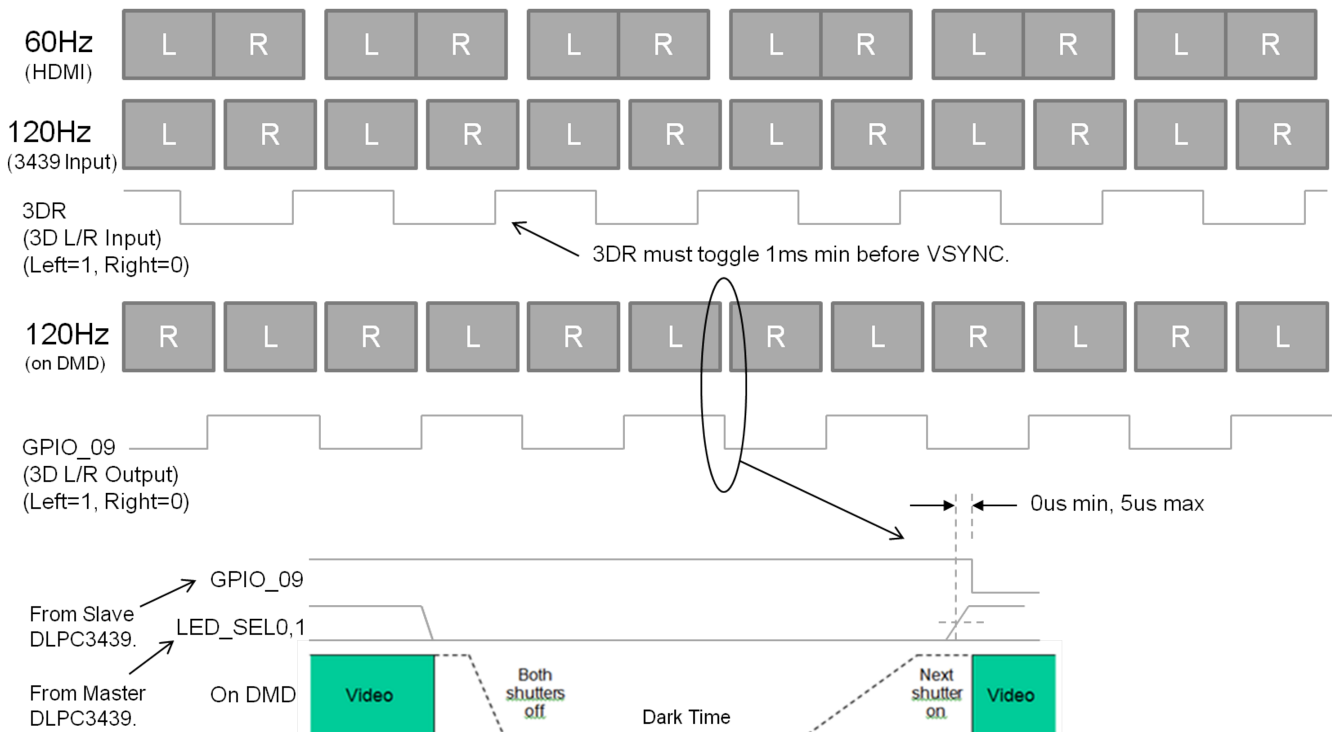 60Hz
(HDMI)
L R L R L R L R L R L R
120Hz
(3439 Input)
L R L R L R L R L R L R
3DR
(3D L/R Input)
(Left=1, Right=0)
3DR must toggle 1ms min before VSYNC.
120Hz
(on DMD)
R L R L R L R L R L R L
GPIO_09
(3D L/R Output)
(Left=1, Right=0)
0us min, 5us max
GPIO_09
From Slave
DLPC3439.
LED_SEL0,1
From Master
DLPC3439.
On DMD
Video
Both
shutters
off
Dark Time
Next
shutter
on
Video